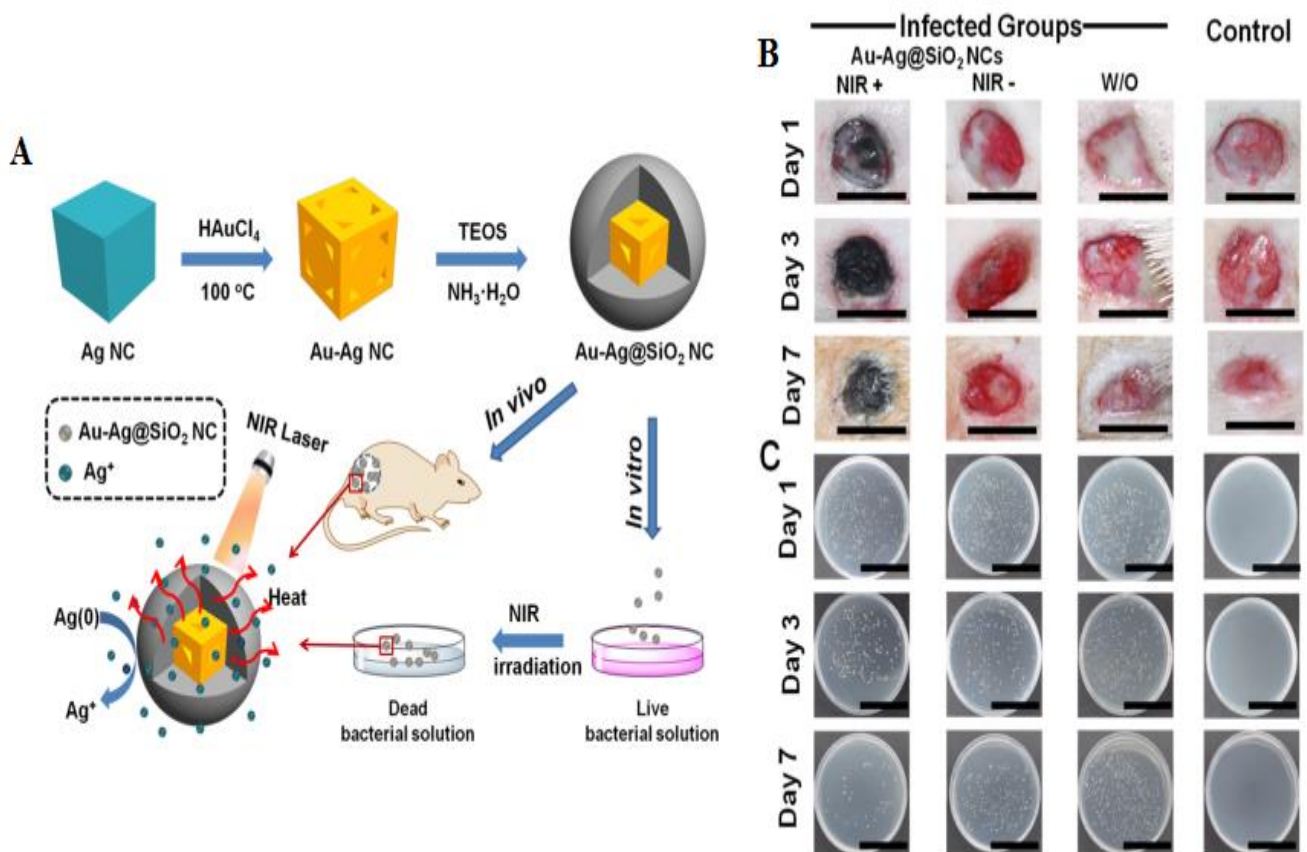 A
Ag NC
HAuCl₄
100 °C
Au-Ag NC
TEOS
NH₃·H₂O
Au-Ag@SiO₂ NC
Au-Ag@SiO₂ NC
Ag⁺
NIR Laser
In vivo
In vitro
Ag(0)
Ag⁺
Heat
NIR
irradiation
Dead
bacterial solution
Live
bacterial solution
B
Infected Groups
Control
Au-Ag@SiO₂ NCs
NIR +
NIR -
W/O
Day 1
Day 3
Day 7
C
Day 1
Day 3
Day 7